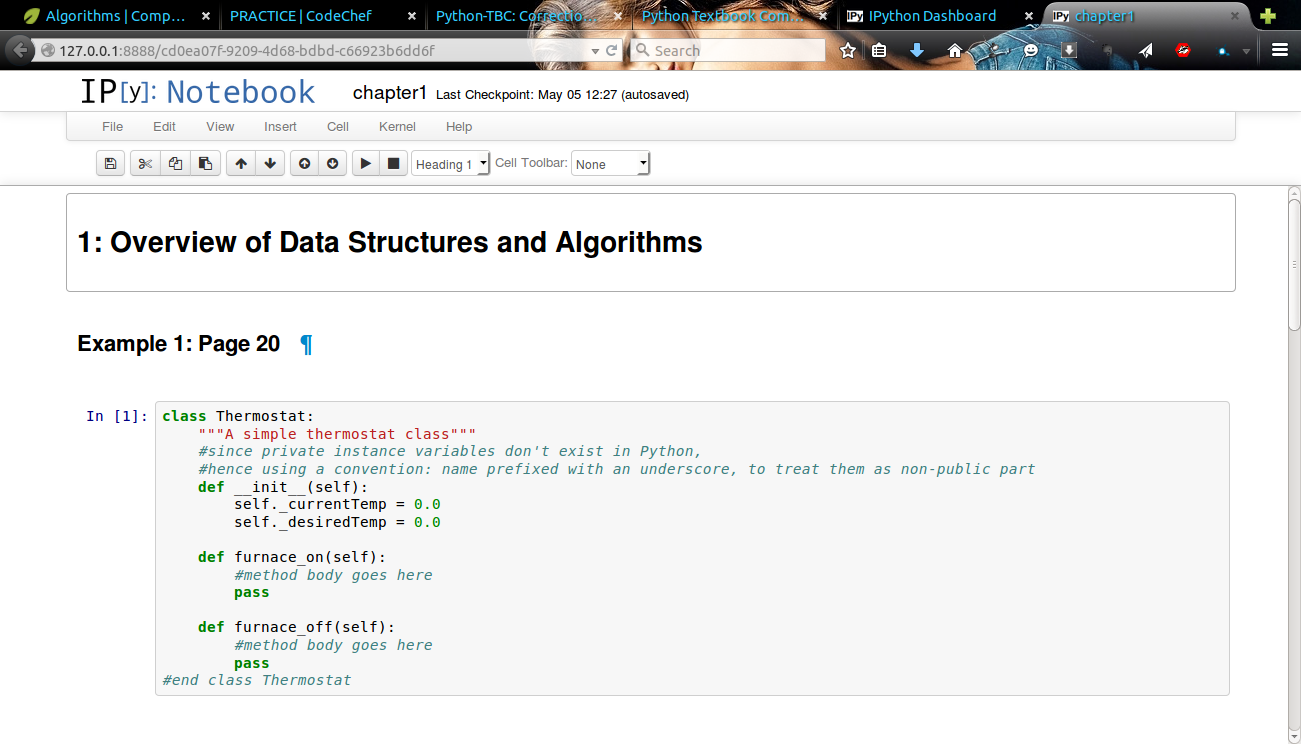 Algorithms | Comp... PRACTICE | CodeChef Python-TBC: Correctio... Python Textbook Com... IPy IPython Dashboard IPy chapter1
127.0.0.1:8888/cd0ea07f-9209-4d68-bdbd-c66923b6dd6f Search
IP[y]: Notebook chapter1 Last Checkpoint: May 05 12:27 (autosaved)
File Edit View Insert Cell Kernel Help
Heading 1 Cell Toolbar: None
1: Overview of Data Structures and Algorithms
Example 1: Page 20 ¶
In [1]: class Thermostat:
    """A simple thermostat class"""
    #since private instance variables don't exist in Python,
    #hence using a convention: name prefixed with an underscore, to treat them as non-public part
    def __init__(self):
        self._currentTemp = 0.0
        self._desiredTemp = 0.0
    def furnace_on(self):
        #method body goes here
        pass
    def furnace_off(self):
        #method body goes here
        pass
#end class Thermostat